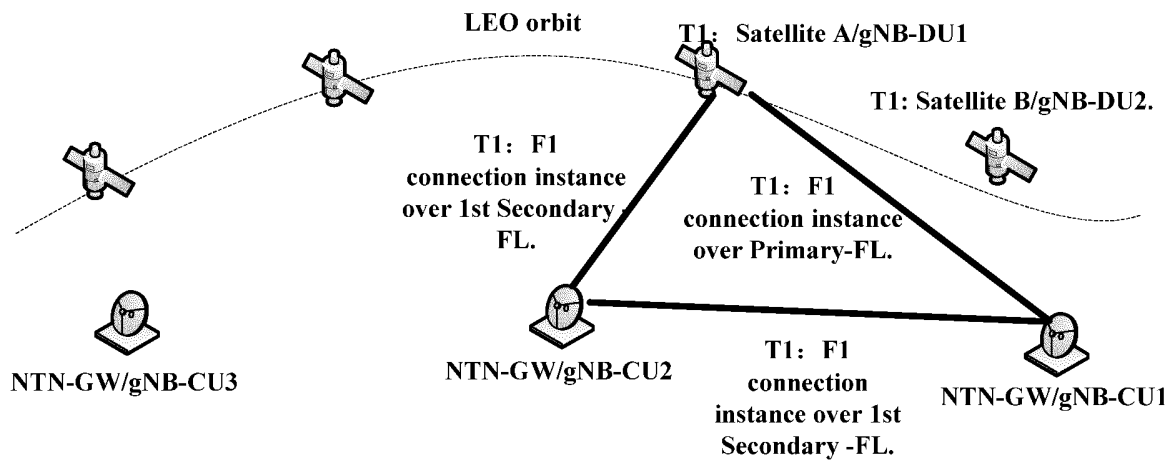 LEO orbit
T1： Satellite A/gNB-DU1
T1: Satellite B/gNB-DU2.
T1： F1
connection instance
over 1st Secondary -
FL.
T1： F1
connection instance
over Primary-FL.
NTN-GW/gNB-CU3
NTN-GW/gNB-CU2
T1： F1
connection
instance over 1st
Secondary -FL.
NTN-GW/gNB-CU1